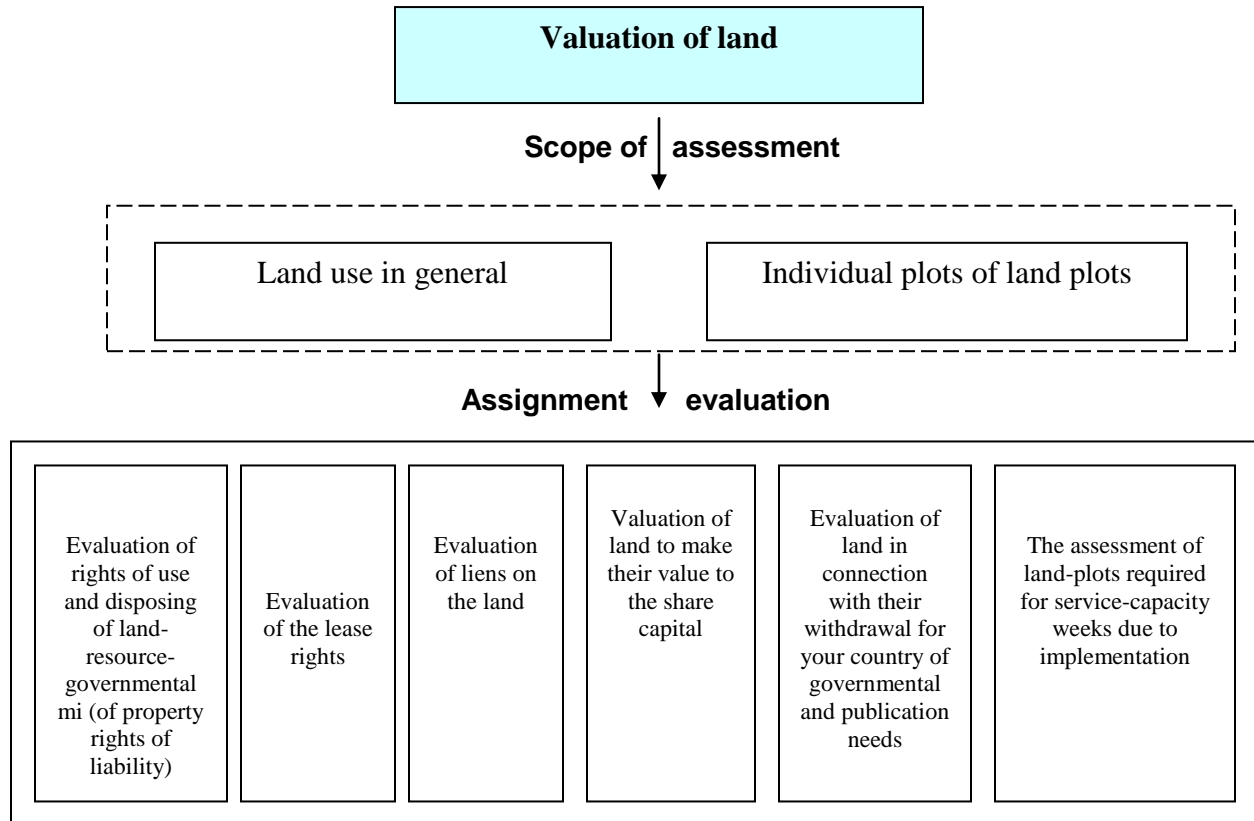 Valuation of land
Scope of assessment
Land use in general
Individual plots of land plots
Assignment evaluation
Evaluation of
rights of use
and disposing
of land-
resource-
governmental
mi (of property
rights of
liability)
Evaluation
of the lease
rights
Evaluation
of liens on
the land
Valuation of
land to make
their value to
the share
capital
Evaluation of
land in
connection
with their
withdrawal for
your country of
governmental
and publication
needs
The assessment of
land-plots required
for service-capacity
weeks due to
implementation